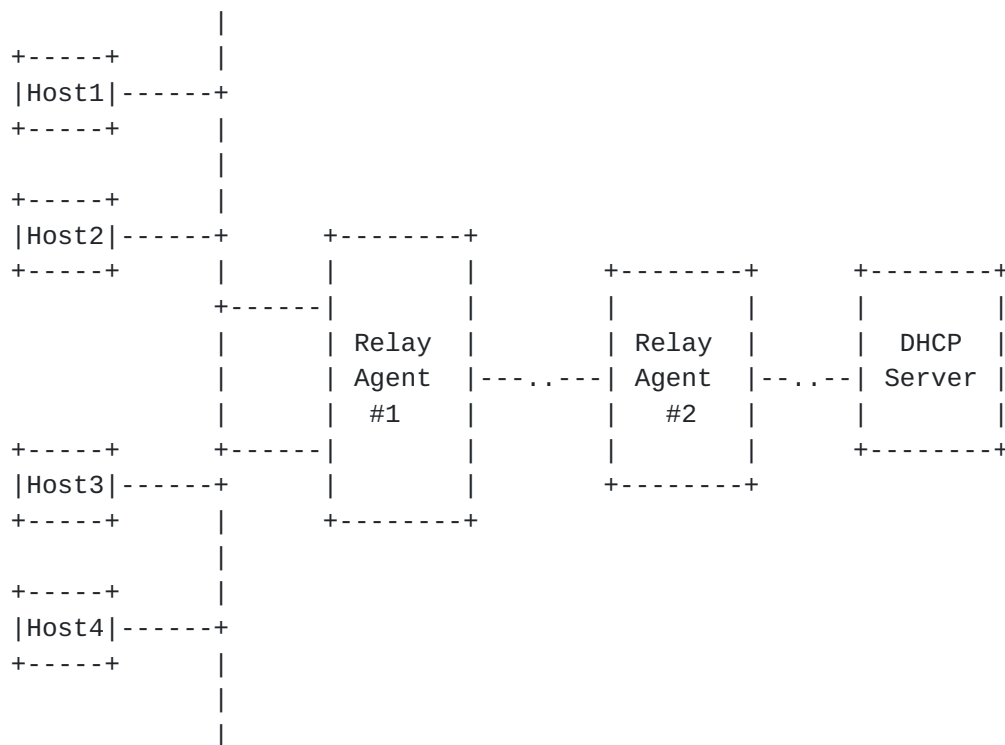 Host1
Host2
Relay Relay DHCP
Agent Agent Server
#1 #2
Host3
Host4